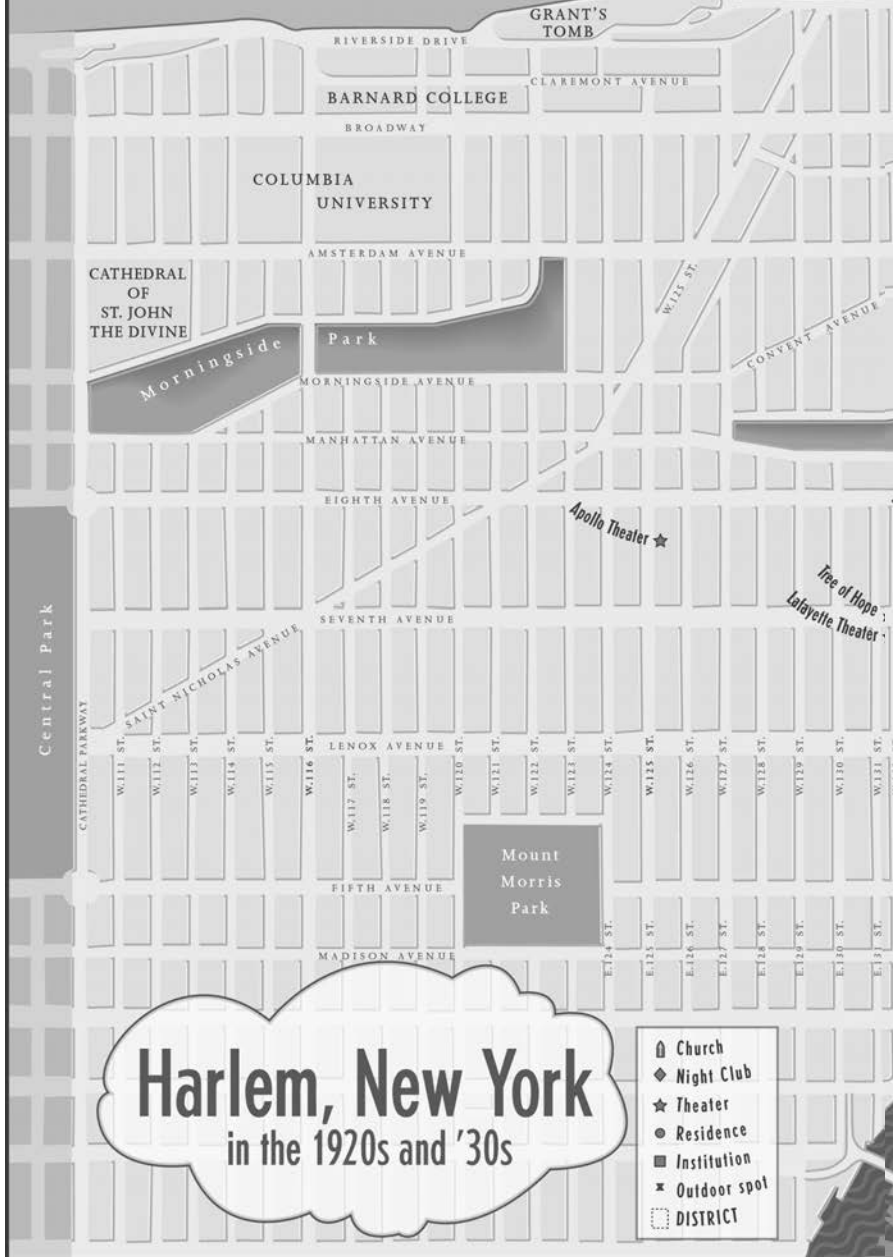 GRANT'S
TOMB
RIVERSIDE DRIVE
CLAREMONT AVENUE
BARNARD COLLEGE
BROADWAY
COLUMBIA
UNIVERSITY
AMSTERDAM AVENUE
CATHEDRAL
OF
ST. JOHN
THE DIVINE
W.125 ST.
CONVENT AVENUE
Morningside Park
MORNINGSIDE AVENUE
MANHATTAN AVENUE
EIGHTH AVENUE
Apollo Theater
Tree of Hope
Lafayette Theater
SEVENTH AVENUE
SAINT NICHOLAS AVENUE
Central Park
CATHEDRAL PARKWAY
LENOX AVENUE
W.111 ST.
W.112 ST.
W.113 ST.
W.114 ST.
W.115 ST.
W.116 ST.
W.117 ST.
W.118 ST.
W.119 ST.
W.120 ST.
W.121 ST.
W.122 ST.
W.123 ST.
W.124 ST.
W.125 ST.
W.126 ST.
W.127 ST.
W.128 ST.
W.129 ST.
W.130 ST.
W.131 ST.
Mount
Morris
Park
FIFTH AVENUE
MADISON AVENUE
E.124 ST.
E.125 ST.
E.126 ST.
E.127 ST.
E.128 ST.
E.129 ST.
E.130 ST.
E.131 ST.
Harlem, New York
in the 1920s and '30s
Church
Night Club
Theater
Residence
Institution
Outdoor spot
DISTRICT